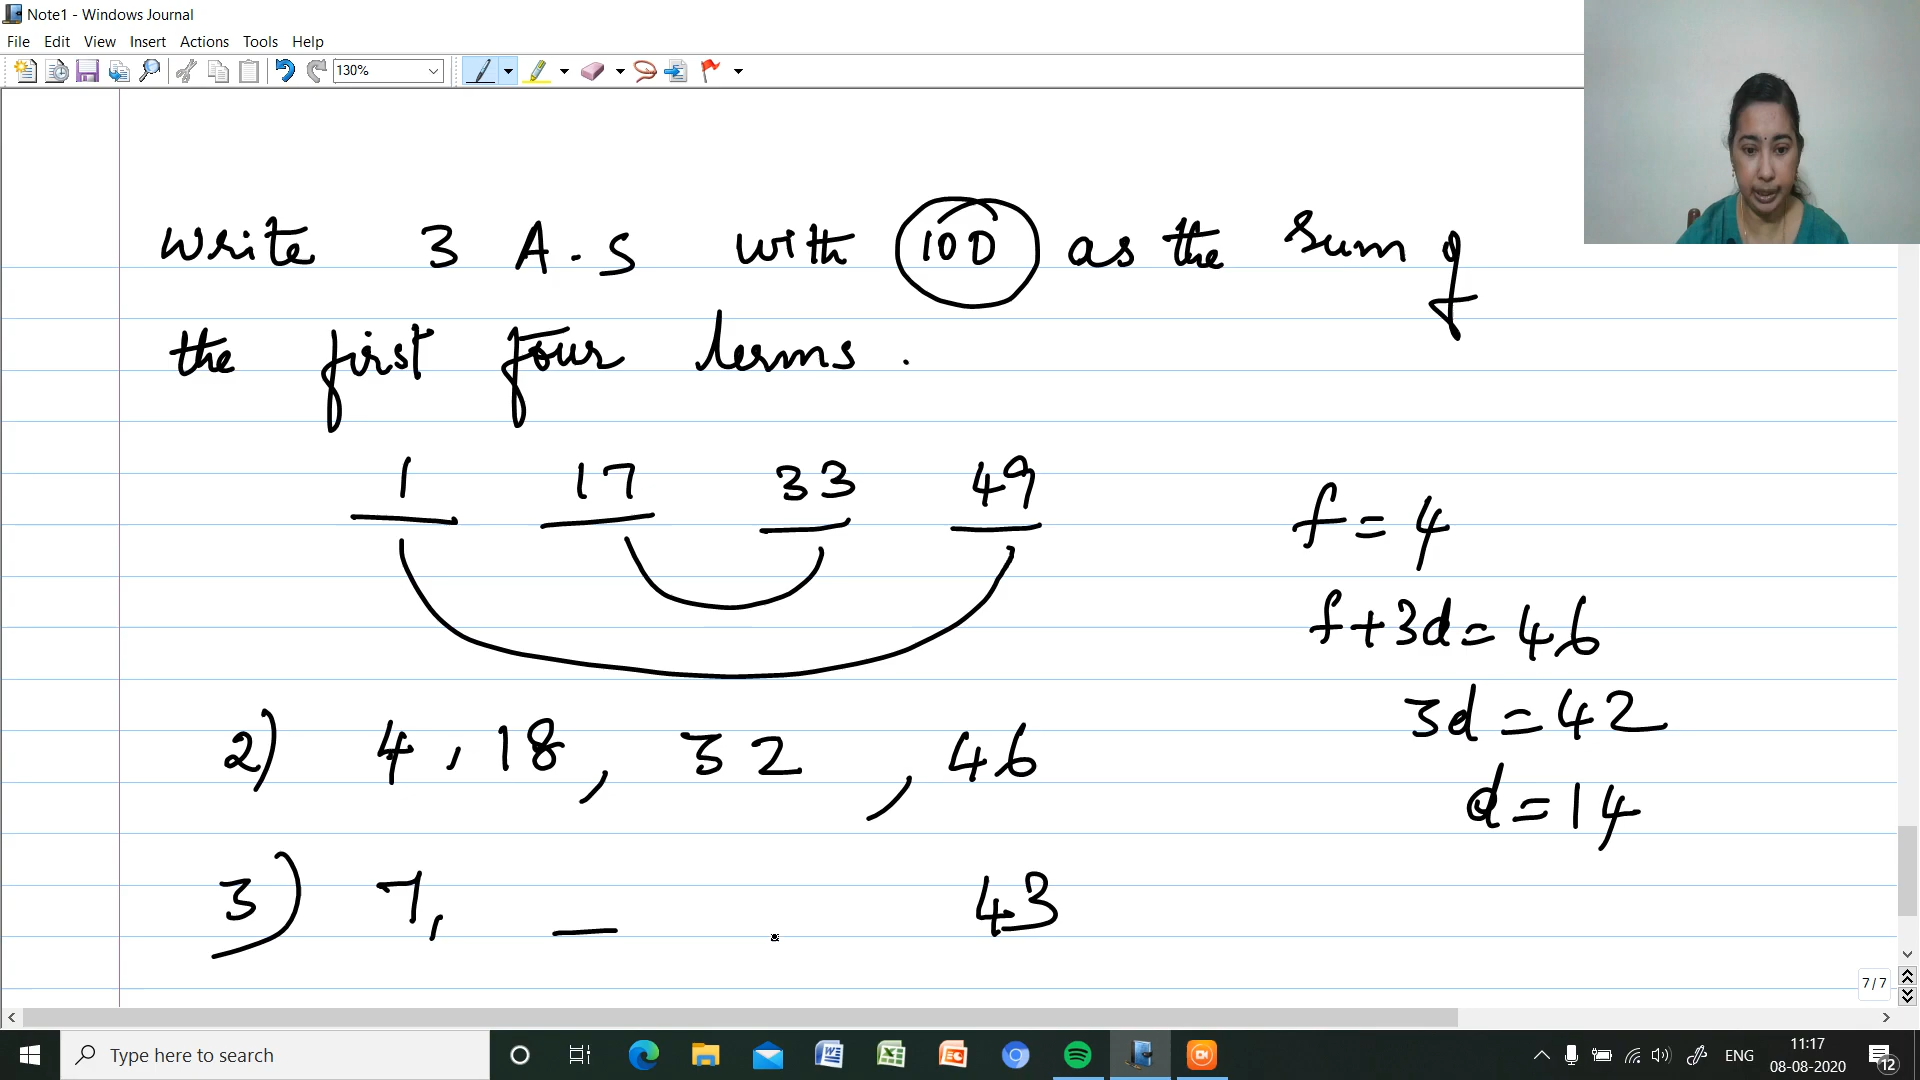 Note1 - Windows Journal
File Edit View Insert Actions Tools Help
130%
Write 3 A.S with 100 as the sum of
the first four terms.
1 17 33 49
f = 4
f+3d = 46
3d = 42
d = 14
2) 4, 18, 32, 46
3) 7, _ 43
7 / 7
Type here to search
ENG
11:17
08-08-2020
12